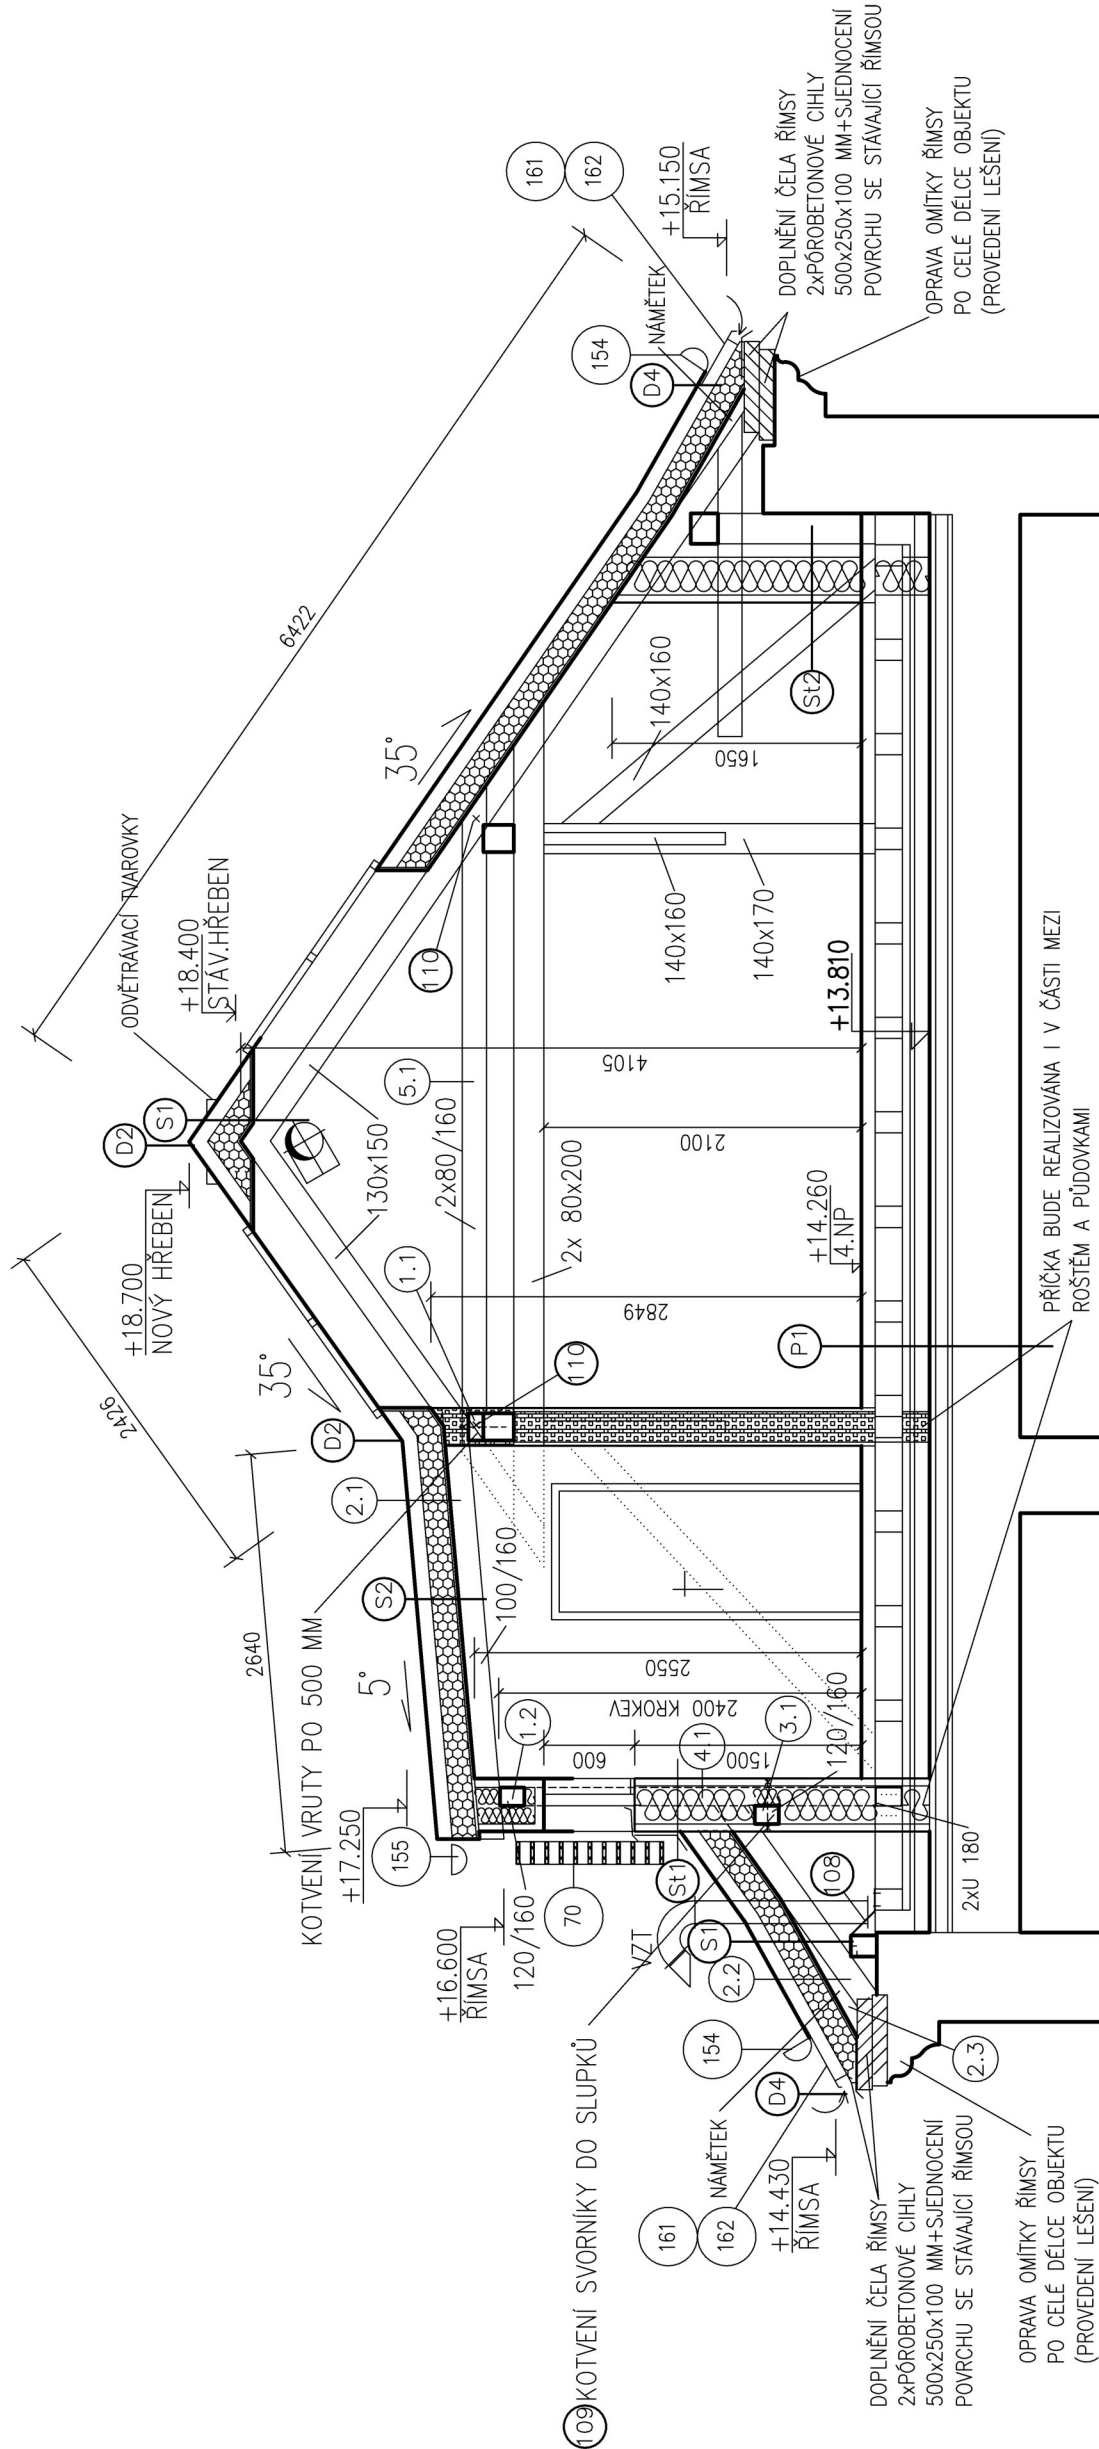 6422
2426
2640
35°
35°
5°
ODVĚTRÁVACÍ TVAROVKY
+18.400
STÁV.HŘEBEN
+18.700
NOVÝ HŘEBEN
D2
S1
D2
130x150
5.1
2x80/160
1.1
110
110
2x 80x200
4105
2100
2849
+14.260
4.NP
+13.810
P1
140x160
140x170
140x160
1650
St2
161
162
+15.150
ŘÍMSA
154
NÁMĚTEK
D4
DOPLNĚNÍ ČELA ŘÍMSY
2xPÓROBETONOVÉ CIHLY
500x250x100 MM+SJEDNOCENÍ
POVRCHU SE STÁVAJÍCÍ ŘÍMSOU
OPRAVA OMÍTKY ŘÍMSY
PO CELÉ DÉLCE OBJEKTU
(PROVEDENÍ LEŠENÍ)
PŘÍČKA BUDE REALIZOVÁNA I V ČÁSTI MEZI
ROŠTĚM A PŮDOVKAMI
KOTVENÍ VRUTY PO 500 MM
2.1
S2
100/160
2550
2400 KROKEV
600
1500
1.2
4.1
3.1
120/160
+17.250
155
+16.600
ŘÍMSA
120/160
70
St1
VZT
S1
108
2.2
2xU 180
2.3
109 KOTVENÍ SVORNÍKY DO SLUPKŮ
154
D4
161
162
NÁMĚTEK
+14.430
ŘÍMSA
DOPLNĚNÍ ČELA ŘÍMSY
2xPÓROBETONOVÉ CIHLY
500x250x100 MM+SJEDNOCENÍ
POVRCHU SE STÁVAJÍCÍ ŘÍMSOU
OPRAVA OMÍTKY ŘÍMSY
PO CELÉ DÉLCE OBJEKTU
(PROVEDENÍ LEŠENÍ)